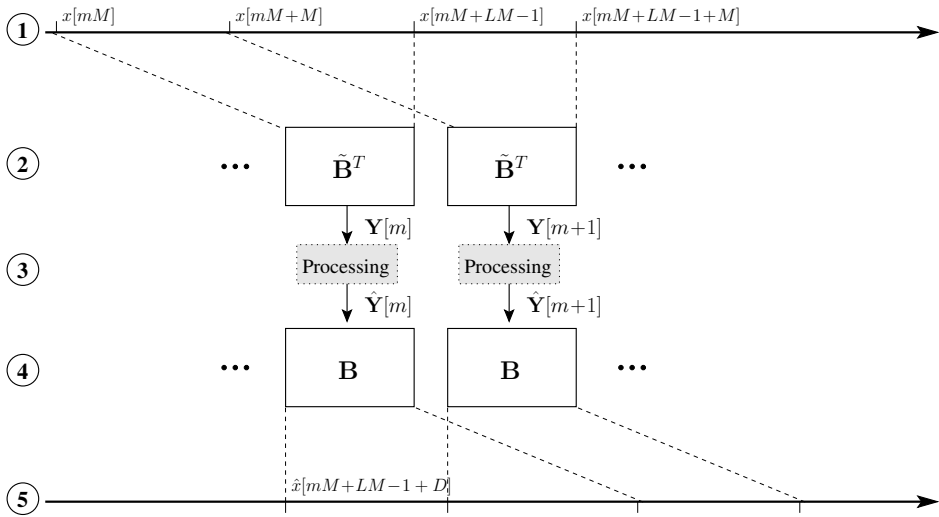 ① x[mM] x[mM+M] x[mM+LM−1] x[mM+LM−1+M]
② ••• B̃ᵀ B̃ᵀ •••
Y[m] Y[m+1]
③ Processing Processing
Ŷ[m] Ŷ[m+1]
④ ••• B B •••
x̂[mM+LM−1+D]
⑤